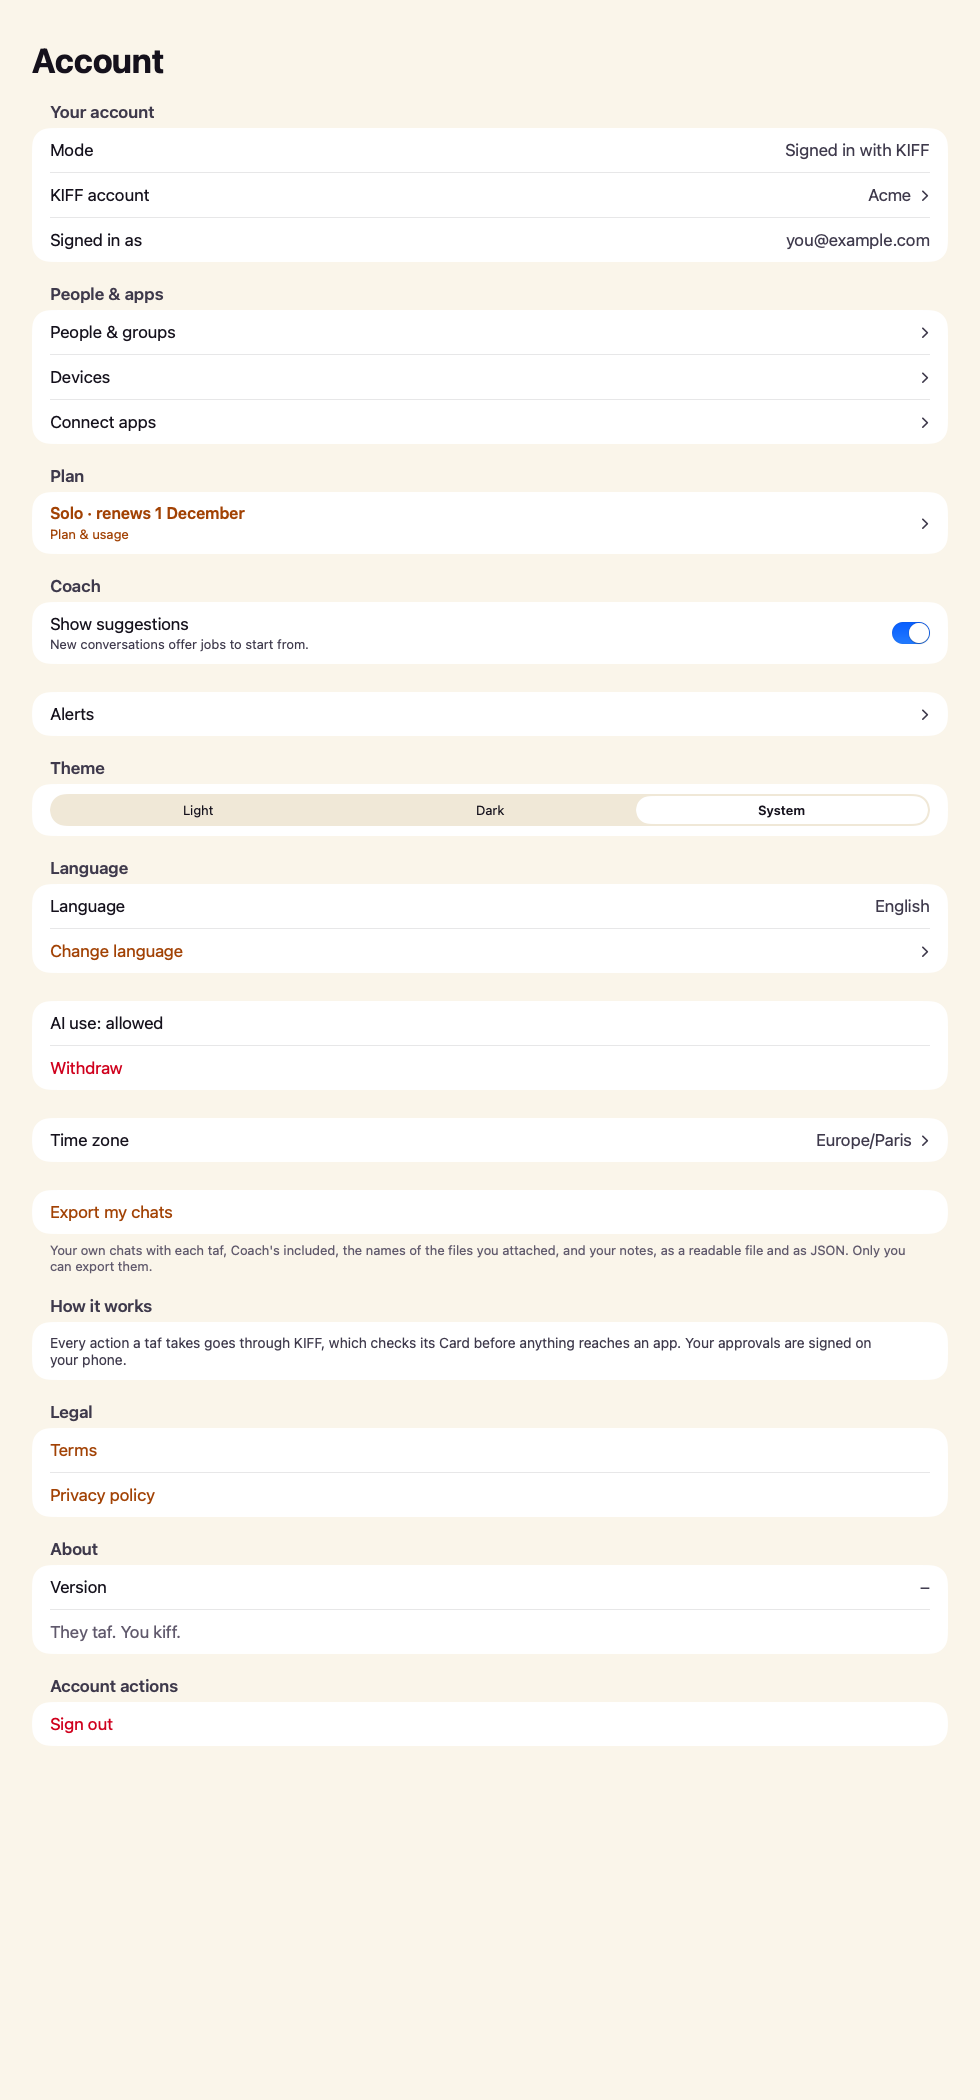 Account
Your account
Mode
Signed in with KIFF
KIFF account
Acme
Signed in as
you@example.com
People & apps
People & groups
Devices
Connect apps
Plan
Solo · renews 1 December
Plan & usage
Coach
Show suggestions
New conversations offer jobs to start from.
Alerts
Theme
Light
Dark
System
Language
Language
English
Change language
AI use: allowed
Withdraw
Time zone
Europe/Paris
Export my chats
Your own chats with each taf, Coach's included, the names of the files you attached, and your notes, as a readable file and as JSON. Only you
can export them.
How it works
Every action a taf takes goes through KIFF, which checks its Card before anything reaches an app. Your approvals are signed on
your phone.
Legal
Terms
Privacy policy
About
Version
–
They taf. You kiff.
Account actions
Sign out